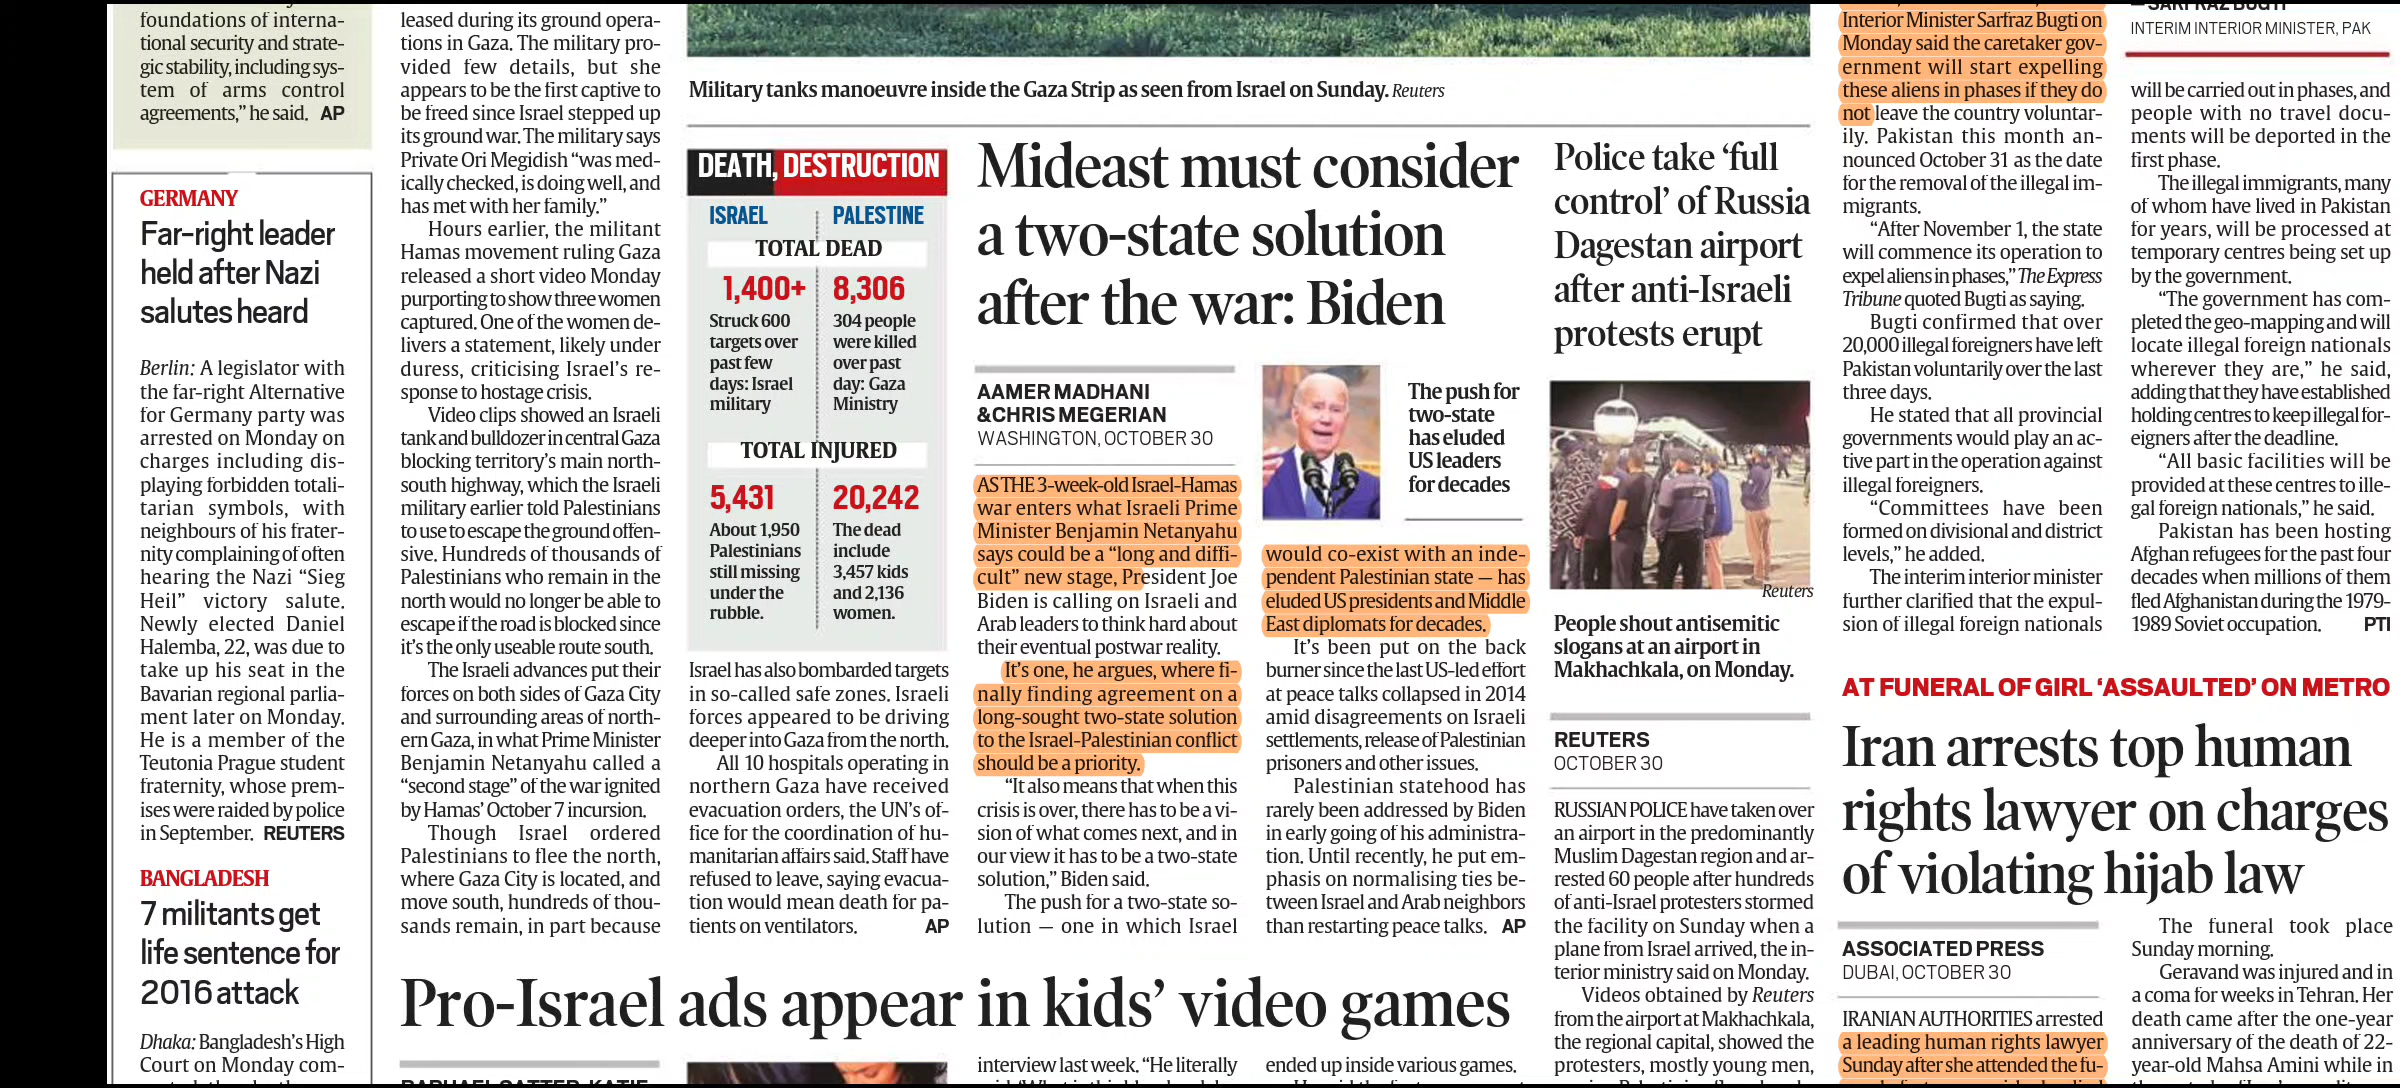 foundations of interna-
tional security and strate-
gic stability, including sys-
tem of arms control
agreements,” he said. AP
GERMANY
Far-right leader
held after Nazi
salutes heard
Berlin: A legislator with
the far-right Alternative
for Germany party was
arrested on Monday on
charges including dis-
playing forbidden totali-
tarian symbols, with
neighbours of his frater-
nity complaining of often
hearing the Nazi “Sieg
Heil” victory salute.
Newly elected Daniel
Halemba, 22, was due to
take up his seat in the
Bavarian regional parlia-
ment later on Monday.
He is a member of the
Teutonia Prague student
fraternity, whose prem-
ises were raided by police
in September. REUTERS
BANGLADESH
7 militants get
life sentence for
2016 attack
Dhaka: Bangladesh’s High
Court on Monday com-
leased during its ground opera-
tions in Gaza. The military pro-
vided few details, but she
appears to be the first captive to
be freed since Israel stepped up
its ground war. The military says
Private Ori Megidish “was med-
ically checked, is doing well, and
has met with her family.”
Hours earlier, the militant
Hamas movement ruling Gaza
released a short video Monday
purporting to show three women
captured. One of the women de-
livers a statement, likely under
duress, criticising Israel’s re-
sponse to hostage crisis.
Video clips showed an Israeli
tank and bulldozer in central Gaza
blocking territory’s main north-
south highway, which the Israeli
military earlier told Palestinians
to use to escape the ground offen-
sive. Hundreds of thousands of
Palestinians who remain in the
north would no longer be able to
escape if the road is blocked since
it’s the only useable route south.
The Israeli advances put their
forces on both sides of Gaza City
and surrounding areas of north-
ern Gaza, in what Prime Minister
Benjamin Netanyahu called a
“second stage” of the war ignited
by Hamas’ October 7 incursion.
Though Israel ordered
Palestinians to flee the north,
where Gaza City is located, and
move south, hundreds of thou-
sands remain, in part because
Military tanks manoeuvre inside the Gaza Strip as seen from Israel on Sunday. Reuters
DEATH, DESTRUCTION
ISRAEL PALESTINE
TOTAL DEAD
1,400+ 8,306
Struck 600
targets over
past few
days: Israel
military
304 people
were killed
over past
day: Gaza
Ministry
TOTAL INJURED
5,431 20,242
About 1,950
Palestinians
still missing
under the
rubble.
The dead
include
3,457 kids
and 2,136
women.
Israel has also bombarded targets
in so-called safe zones. Israeli
forces appeared to be driving
deeper into Gaza from the north.
All 10 hospitals operating in
northern Gaza have received
evacuation orders, the UN’s of-
fice for the coordination of hu-
manitarian affairs said. Staff have
refused to leave, saying evacua-
tion would mean death for pa-
tients on ventilators. AP
Mideast must consider
a two-state solution
after the war: Biden
AAMER MADHANI
&CHRIS MEGERIAN
WASHINGTON, OCTOBER 30
AS THE 3-week-old Israel-Hamas
war enters what Israeli Prime
Minister Benjamin Netanyahu
says could be a “long and diffi-
cult” new stage, President Joe
Biden is calling on Israeli and
Arab leaders to think hard about
their eventual postwar reality.
It’s one, he argues, where fi-
nally finding agreement on a
long-sought two-state solution
to the Israel-Palestinian conflict
should be a priority.
“It also means that when this
crisis is over, there has to be a vi-
sion of what comes next, and in
our view it has to be a two-state
solution,” Biden said.
The push for a two-state so-
lution — one in which Israel
The push for
two-state
has eluded
US leaders
for decades
would co-exist with an inde-
pendent Palestinian state — has
eluded US presidents and Middle
East diplomats for decades.
It’s been put on the back
burner since the last US-led effort
at peace talks collapsed in 2014
amid disagreements on Israeli
settlements, release of Palestinian
prisoners and other issues.
Palestinian statehood has
rarely been addressed by Biden
in early going of his administra-
tion. Until recently, he put em-
phasis on normalising ties be-
tween Israel and Arab neighbors
than restarting peace talks. AP
Pro-Israel ads appear in kids’ video games
interview last week. “He literally
ended up inside various games.
Police take ‘full
control’ of Russia
Dagestan airport
after anti-Israeli
protests erupt
Reuters
People shout antisemitic
slogans at an airport in
Makhachkala, on Monday.
REUTERS
OCTOBER 30
RUSSIAN POLICE have taken over
an airport in the predominantly
Muslim Dagestan region and ar-
rested 60 people after hundreds
of anti-Israel protesters stormed
the facility on Sunday when a
plane from Israel arrived, the in-
terior ministry said on Monday.
Videos obtained by Reuters
from the airport at Makhachkala,
the regional capital, showed the
protesters, mostly young men,
Interior Minister Sarfraz Bugti on
Monday said the caretaker gov-
ernment will start expelling
these aliens in phases if they do
not leave the country voluntar-
ily. Pakistan this month an-
nounced October 31 as the date
for the removal of the illegal im-
migrants.
“After November 1, the state
will commence its operation to
expel aliens in phases,” The Express
Tribune quoted Bugti as saying.
Bugti confirmed that over
20,000 illegal foreigners have left
Pakistan voluntarily over the last
three days.
He stated that all provincial
governments would play an ac-
tive part in the operation against
illegal foreigners.
“Committees have been
formed on divisional and district
levels,” he added.
The interim interior minister
further clarified that the expul-
sion of illegal foreign nationals
— SARFRAZ BUGTI
INTERIM INTERIOR MINISTER, PAK
will be carried out in phases, and
people with no travel docu-
ments will be deported in the
first phase.
The illegal immigrants, many
of whom have lived in Pakistan
for years, will be processed at
temporary centres being set up
by the government.
“The government has com-
pleted the geo-mapping and will
locate illegal foreign nationals
wherever they are,” he said,
adding that they have established
holding centres to keep illegal for-
eigners after the deadline.
“All basic facilities will be
provided at these centres to ille-
gal foreign nationals,” he said.
Pakistan has been hosting
Afghan refugees for the past four
decades when millions of them
fled Afghanistan during the 1979-
1989 Soviet occupation. PTI
AT FUNERAL OF GIRL ‘ASSAULTED’ ON METRO
Iran arrests top human
rights lawyer on charges
of violating hijab law
ASSOCIATED PRESS
DUBAI, OCTOBER 30
IRANIAN AUTHORITIES arrested
a leading human rights lawyer
Sunday after she attended the fu-
The funeral took place
Sunday morning.
Geravand was injured and in
a coma for weeks in Tehran. Her
death came after the one-year
anniversary of the death of 22-
year-old Mahsa Amini while in